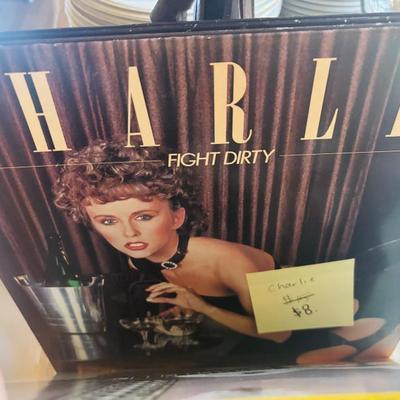 HARL
FIGHT DIRTY
Charlie
$8.